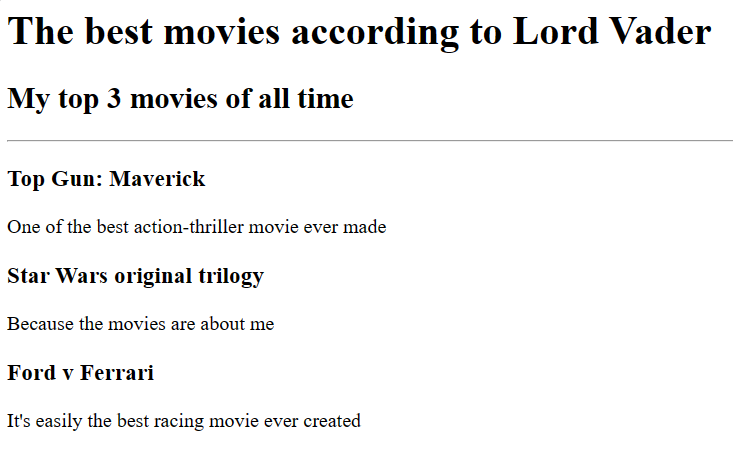 The best movies according to Lord Vader
My top 3 movies of all time
Top Gun: Maverick
One of the best action-thriller movie ever made
Star Wars original trilogy
Because the movies are about me
Ford v Ferrari
It's easily the best racing movie ever created